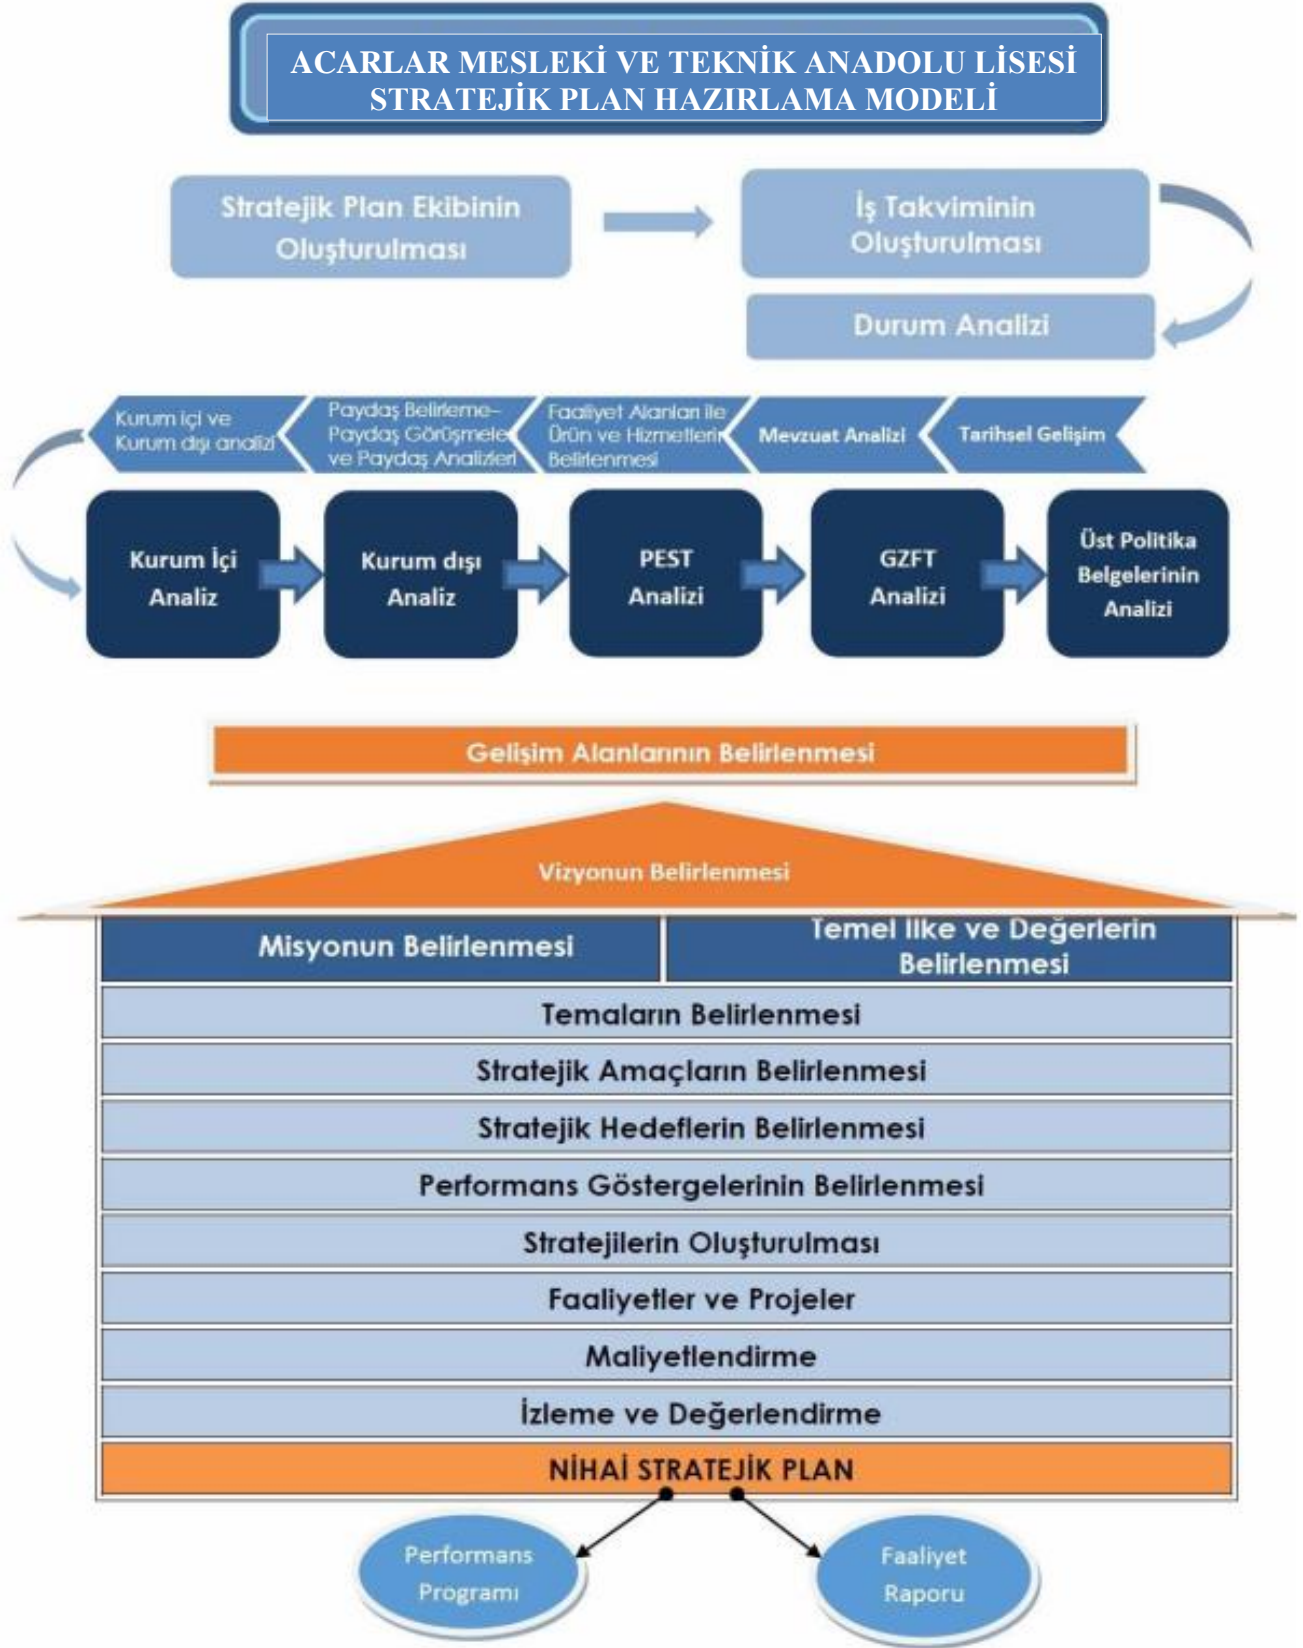 ACARLAR MESLEKİ VE TEKNİK ANADOLU LİSESİ
STRATEJİK PLAN HAZIRLAMA MODELİ
Stratejik Plan Ekibinin
Oluşturulması
İş Takviminin
Oluşturulması
Durum Analizi
Kurum içi ve
Kurum dışı analizi
Paydaş Belirleme–
Paydaş Görüşmele
ve Paydaş Analizleri
Faaliyet Alanları ile
Ürün ve Hizmetlerin
Belirlenmesi
Mevzuat Analizi
Tarihsel Gelişim
Kurum İçi
Analiz
Kurum dışı
Analiz
PEST
Analizi
GZFT
Analizi
Üst Politika
Belgelerinin
Analizi
Gelişim Alanlarının Belirlenmesi
Vizyonun Belirlenmesi
Misyonun Belirlenmesi
Temel İlke ve Değerlerin
Belirlenmesi
Temaların Belirlenmesi
Stratejik Amaçların Belirlenmesi
Stratejik Hedeflerin Belirlenmesi
Performans Göstergelerinin Belirlenmesi
Stratejilerin Oluşturulması
Faaliyetler ve Projeler
Maliyetlendirme
İzleme ve Değerlendirme
NİHAİ STRATEJİK PLAN
Performans
Programı
Faaliyet
Raporu